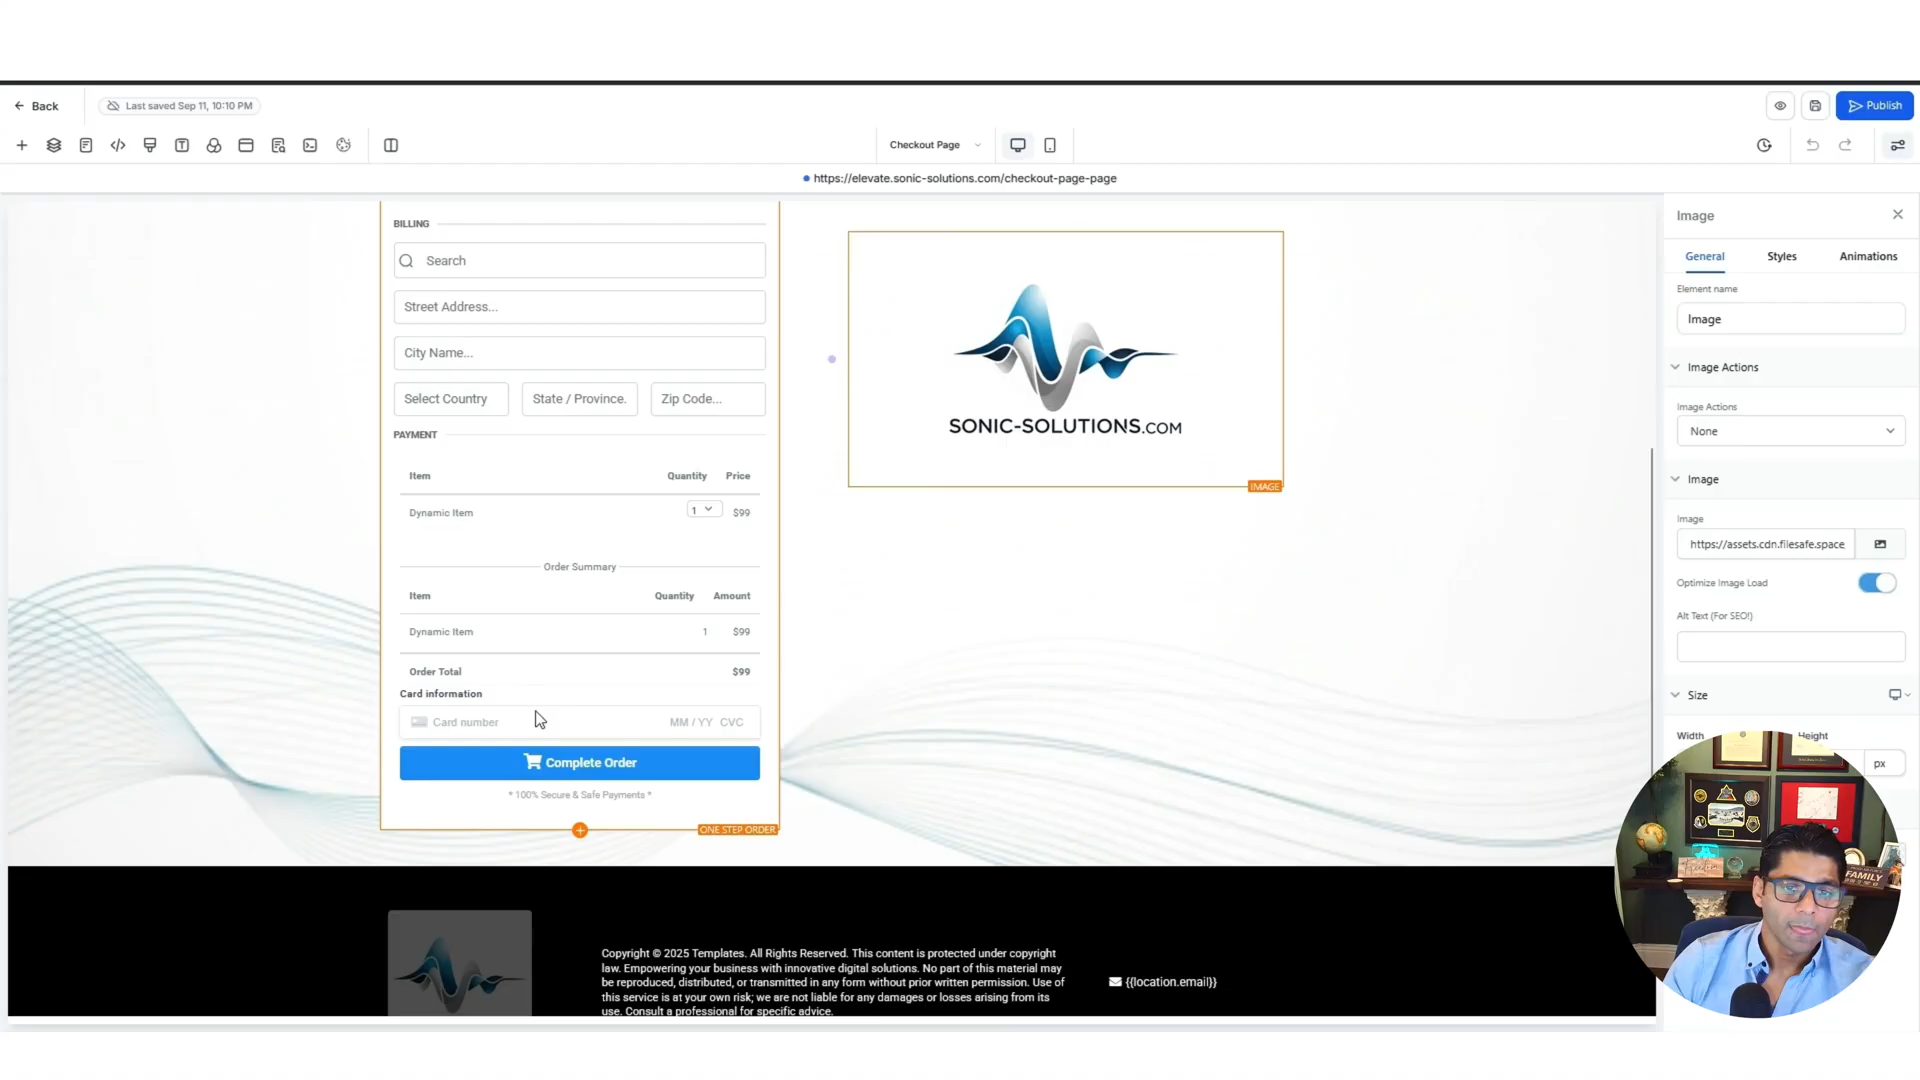 Back
Last saved Sep 11, 10:10 PM
Publish
Checkout Page
https://elevate.sonic-solutions.com/checkout-page-page
BILLING
Search
Street Address...
City Name...
Select Country
State / Province.
Zip Code...
PAYMENT
Item Quantity Price
Dynamic Item 1 $99
Order Summary
Item Quantity Amount
Dynamic Item 1 $99
Order Total $99
Card information
Card number MM / YY CVC
Complete Order
* 100% Secure & Safe Payments *
ONE STEP ORDER
SONIC-SOLUTIONS.COM
IMAGE
Copyright © 2025 Templates. All Rights Reserved. This content is protected under copyright
law. Empowering your business with innovative digital solutions. No part of this material may
be reproduced, distributed, or transmitted in any form without prior written permission. Use of
this service is at your own risk; we are not liable for any damages or losses arising from its
use. Consult a professional for specific advice.
{{location.email}}
Image
General Styles Animations
Element name
Image
Image Actions
Image Actions
None
Image
Image
https://assets.cdn.filesafe.space
Optimize Image Load
Alt Text (For SEO!)
Size
Width Height
px
FAMILY